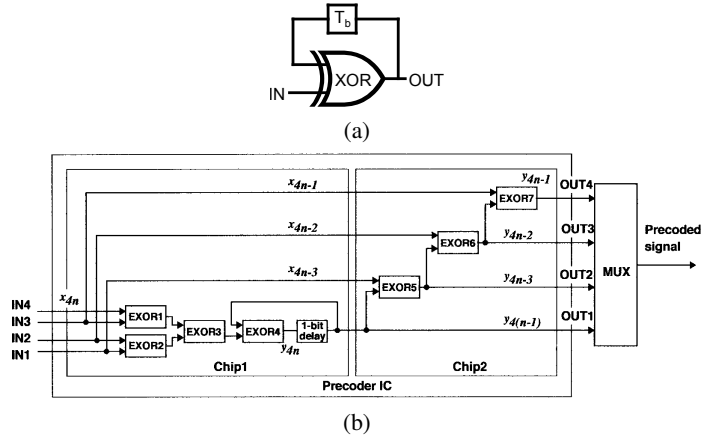 T_b
XOR
IN
OUT
(a)
x_{4n-1}
y_{4n-1}
OUT4
EXOR7
x_{4n-2}
OUT3
EXOR6
y_{4n-2}
Precoded
signal
x_{4n-3}
OUT2
MUX
x_{4n}
EXOR5
y_{4n-3}
IN4
EXOR1
IN3
OUT1
EXOR3
EXOR4
1-bit
delay
y_{4(n-1)}
IN2
EXOR2
y_{4n}
IN1
Chip1
Chip2
Precoder IC
(b)